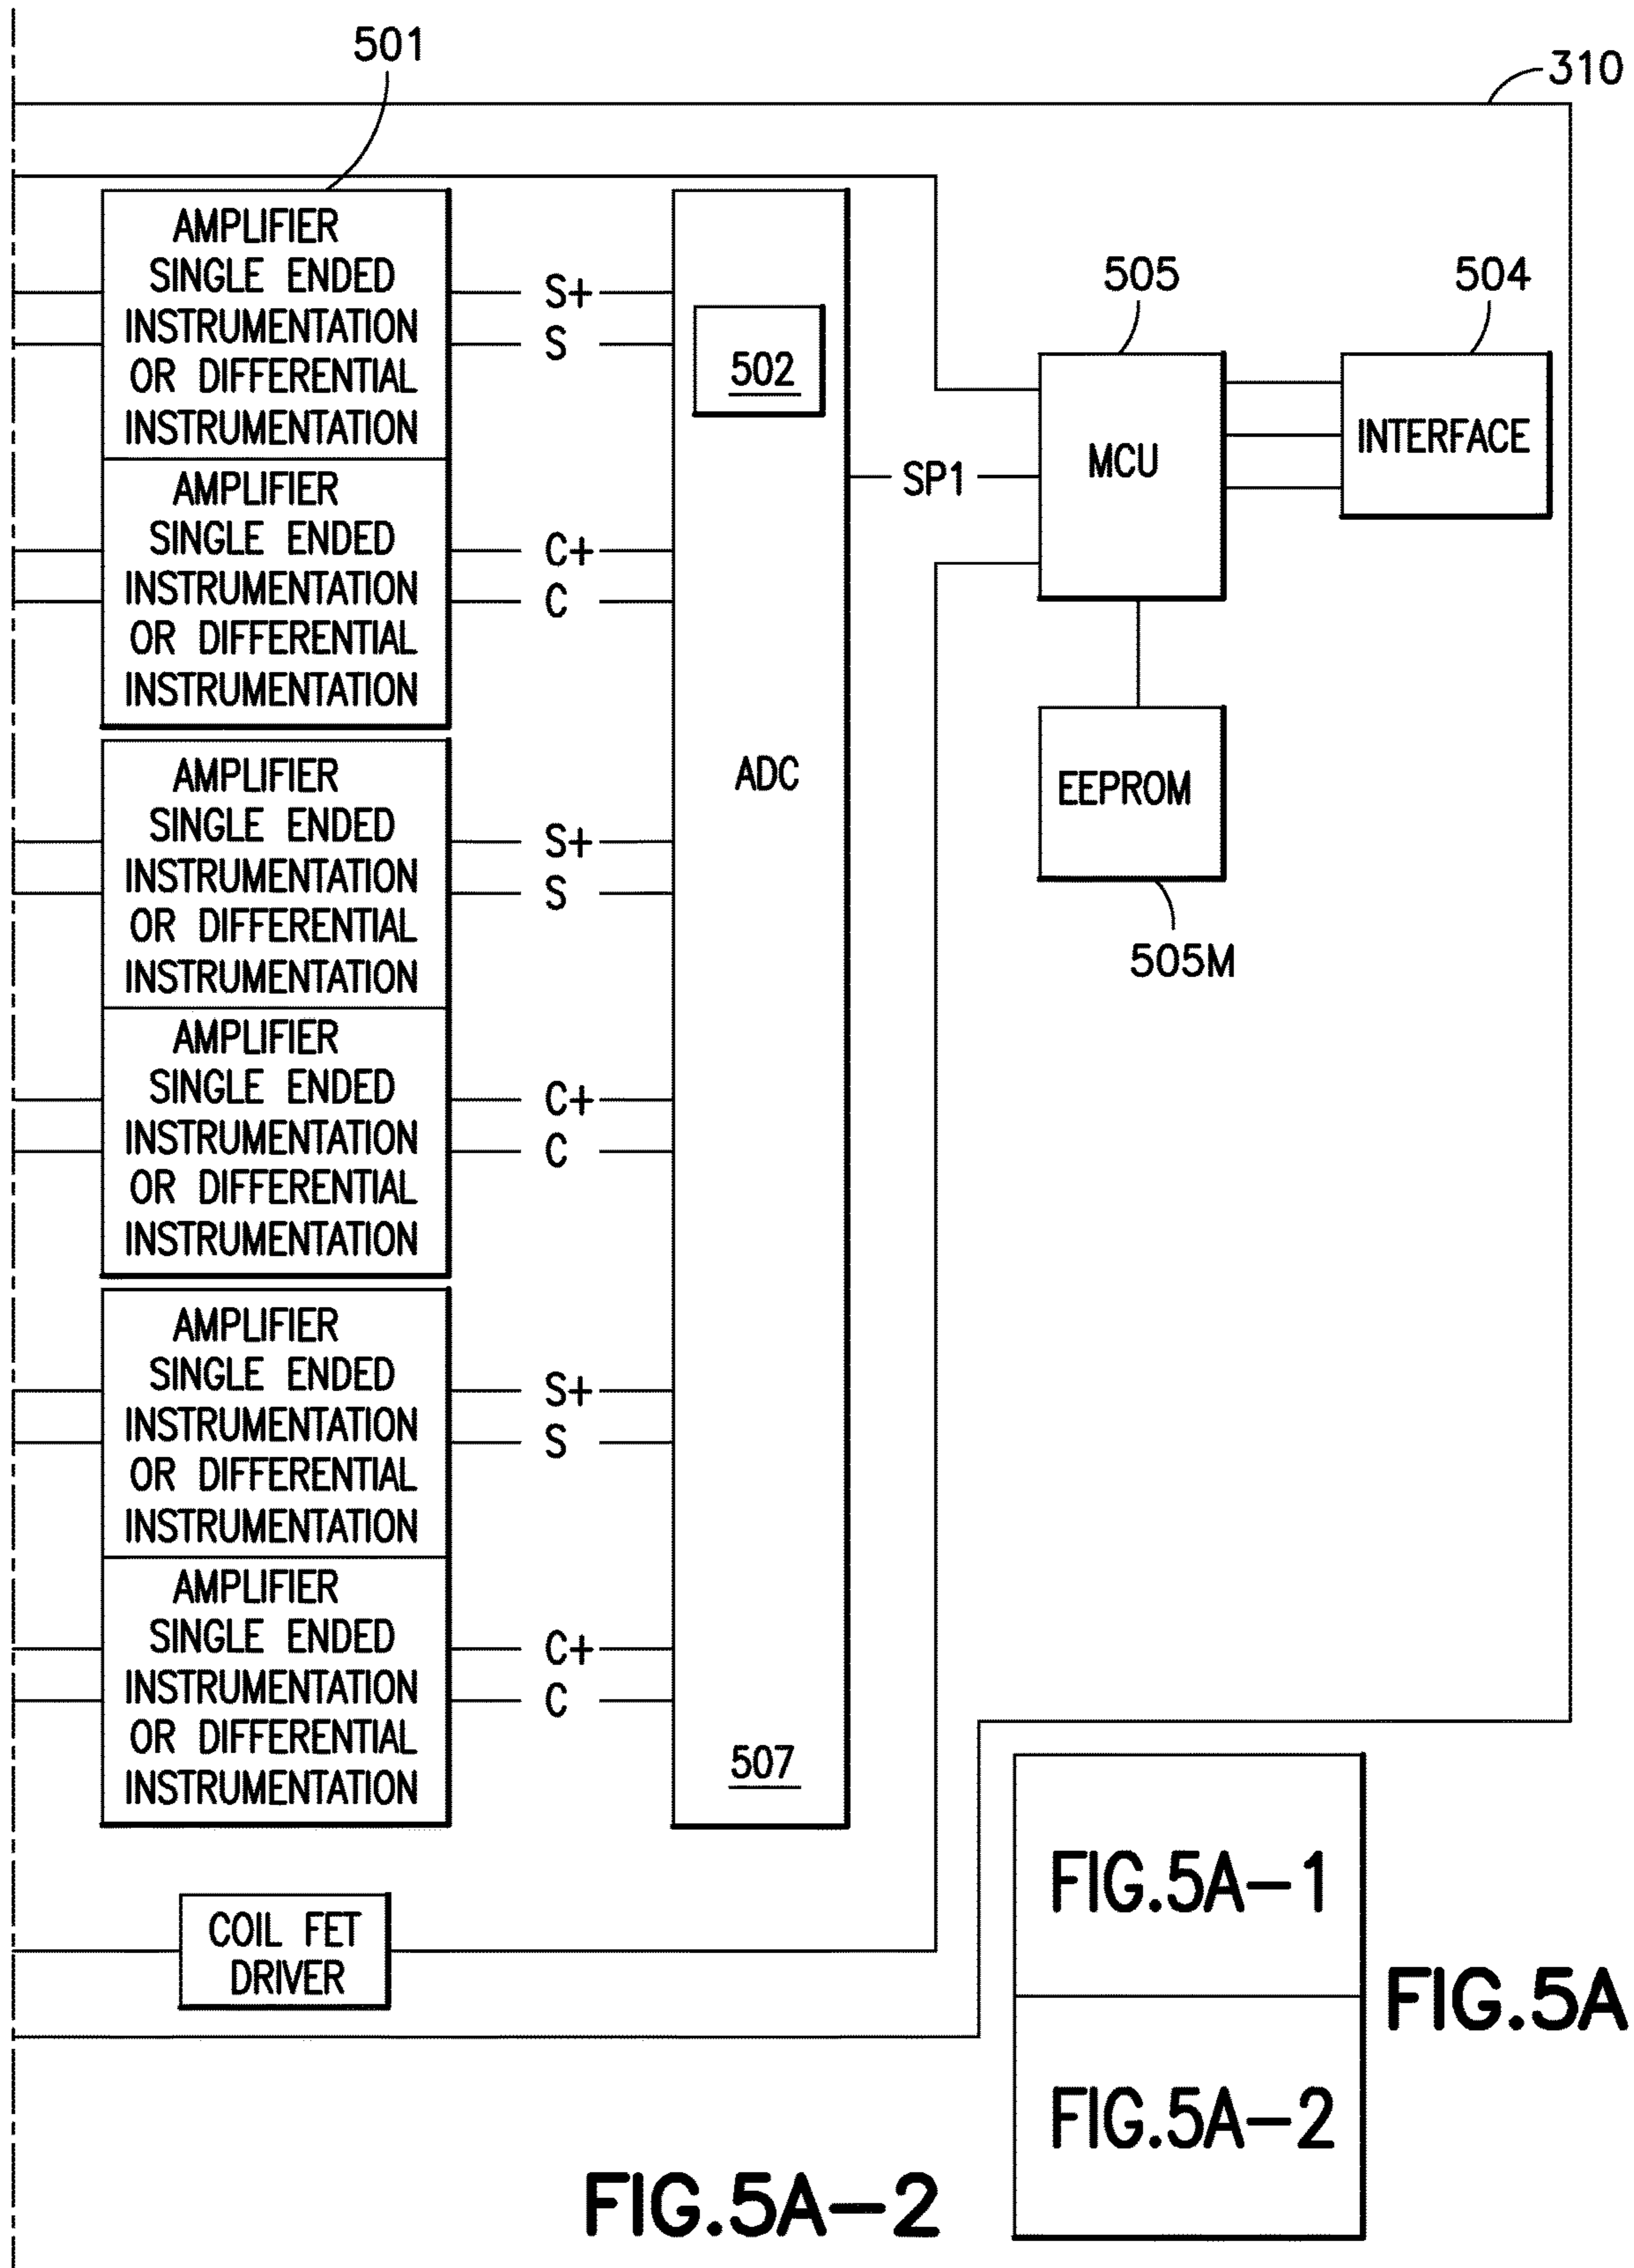 501
310
AMPLIFIER
SINGLE ENDED
INSTRUMENTATION
OR DIFFERENTIAL
INSTRUMENTATION
S+
S
502
505
504
MCU
INTERFACE
SP1
AMPLIFIER
SINGLE ENDED
INSTRUMENTATION
OR DIFFERENTIAL
INSTRUMENTATION
C+
C
ADC
EEPROM
505M
AMPLIFIER
SINGLE ENDED
INSTRUMENTATION
OR DIFFERENTIAL
INSTRUMENTATION
S+
S
AMPLIFIER
SINGLE ENDED
INSTRUMENTATION
OR DIFFERENTIAL
INSTRUMENTATION
C+
C
AMPLIFIER
SINGLE ENDED
INSTRUMENTATION
OR DIFFERENTIAL
INSTRUMENTATION
S+
S
AMPLIFIER
SINGLE ENDED
INSTRUMENTATION
OR DIFFERENTIAL
INSTRUMENTATION
C+
C
507
COIL FET
DRIVER
FIG.5A-1
FIG.5A-2
FIG.5A
FIG.5A-2